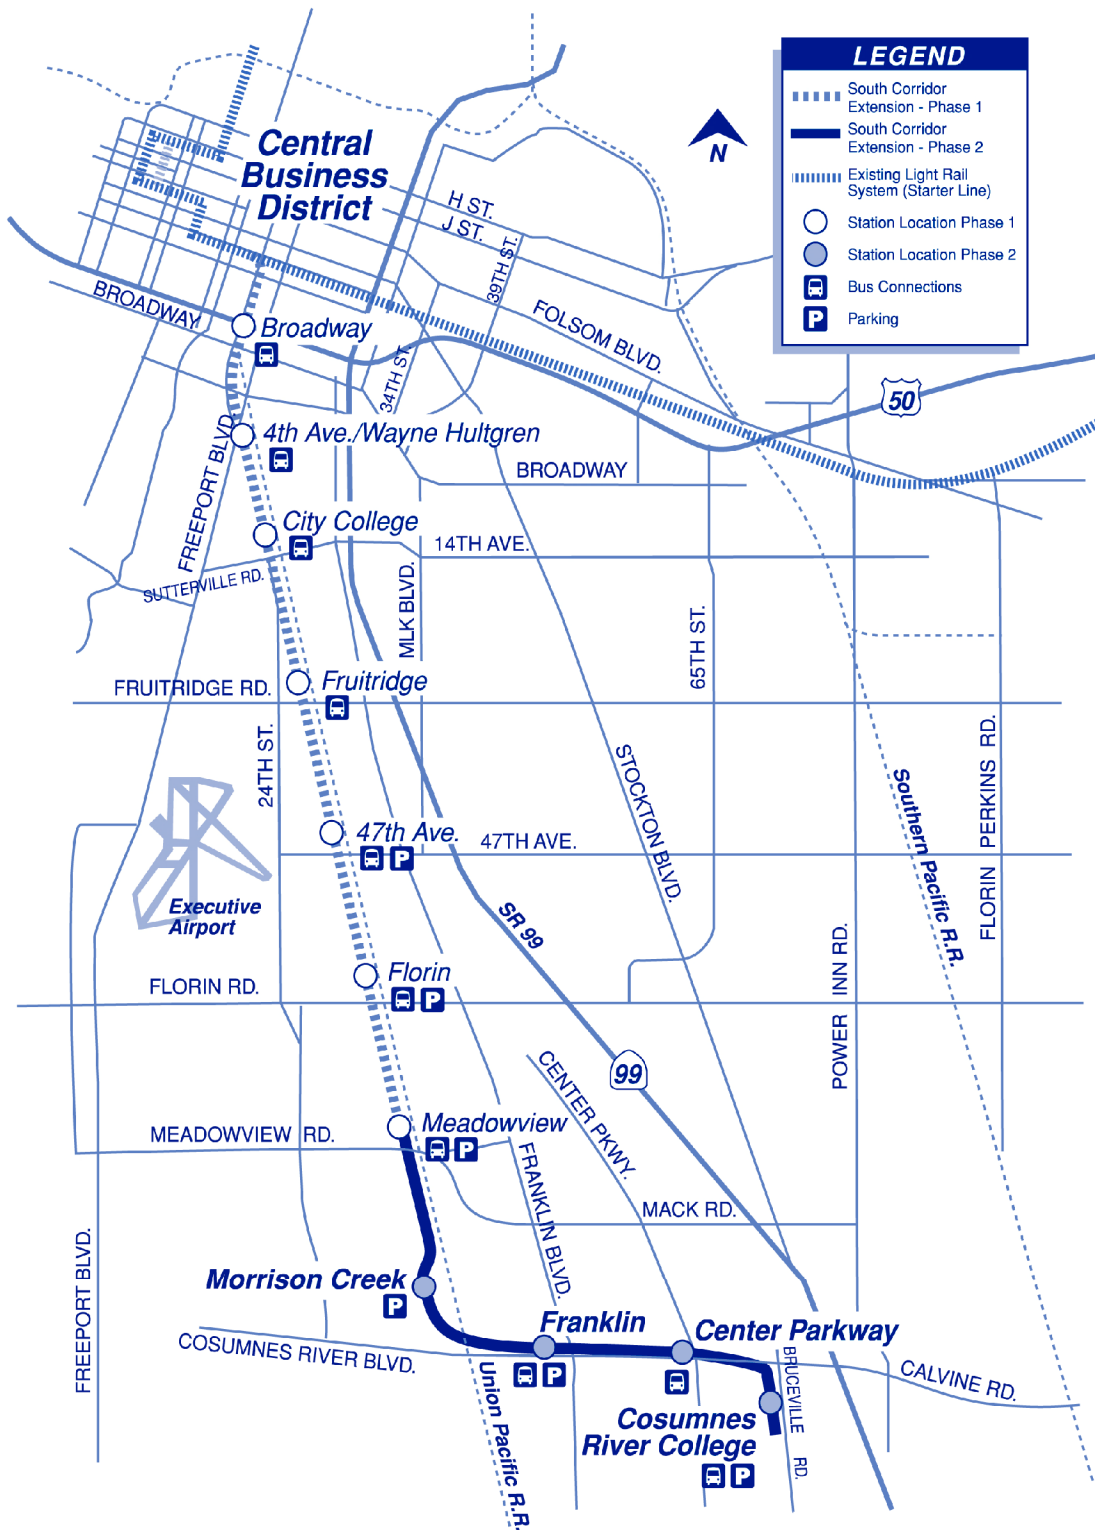 LEGEND
South Corridor
Extension - Phase 1
South Corridor
Extension - Phase 2
Existing Light Rail
System (Starter Line)
Station Location Phase 1
Station Location Phase 2
Bus Connections
P Parking
N
Central
Business
District
H ST.
J ST.
39TH ST.
BROADWAY
Broadway
FOLSOM BLVD.
34TH ST.
50
FREEPORT BLVD.
4th Ave./Wayne Hultgren
BROADWAY
City College
14TH AVE.
SUTTERVILLE RD.
MLK BLVD.
65TH ST.
FRUITRIDGE RD.
Fruitridge
24TH ST.
STOCKTON BLVD.
Southern Pacific R.R.
FLORIN PERKINS RD.
47th Ave.
P
47TH AVE.
Executive
Airport
SR 99
POWER INN RD.
FLORIN RD.
Florin
P
99
CENTER PKWY.
MEADOWVIEW RD.
Meadowview
P
FRANKLIN BLVD.
MACK RD.
FREEPORT BLVD.
Morrison Creek
P
Franklin
P
Center Parkway
COSUMNES RIVER BLVD.
Union Pacific R.R.
BRUCEVILLE RD.
CALVINE RD.
Cosumnes
River College
P